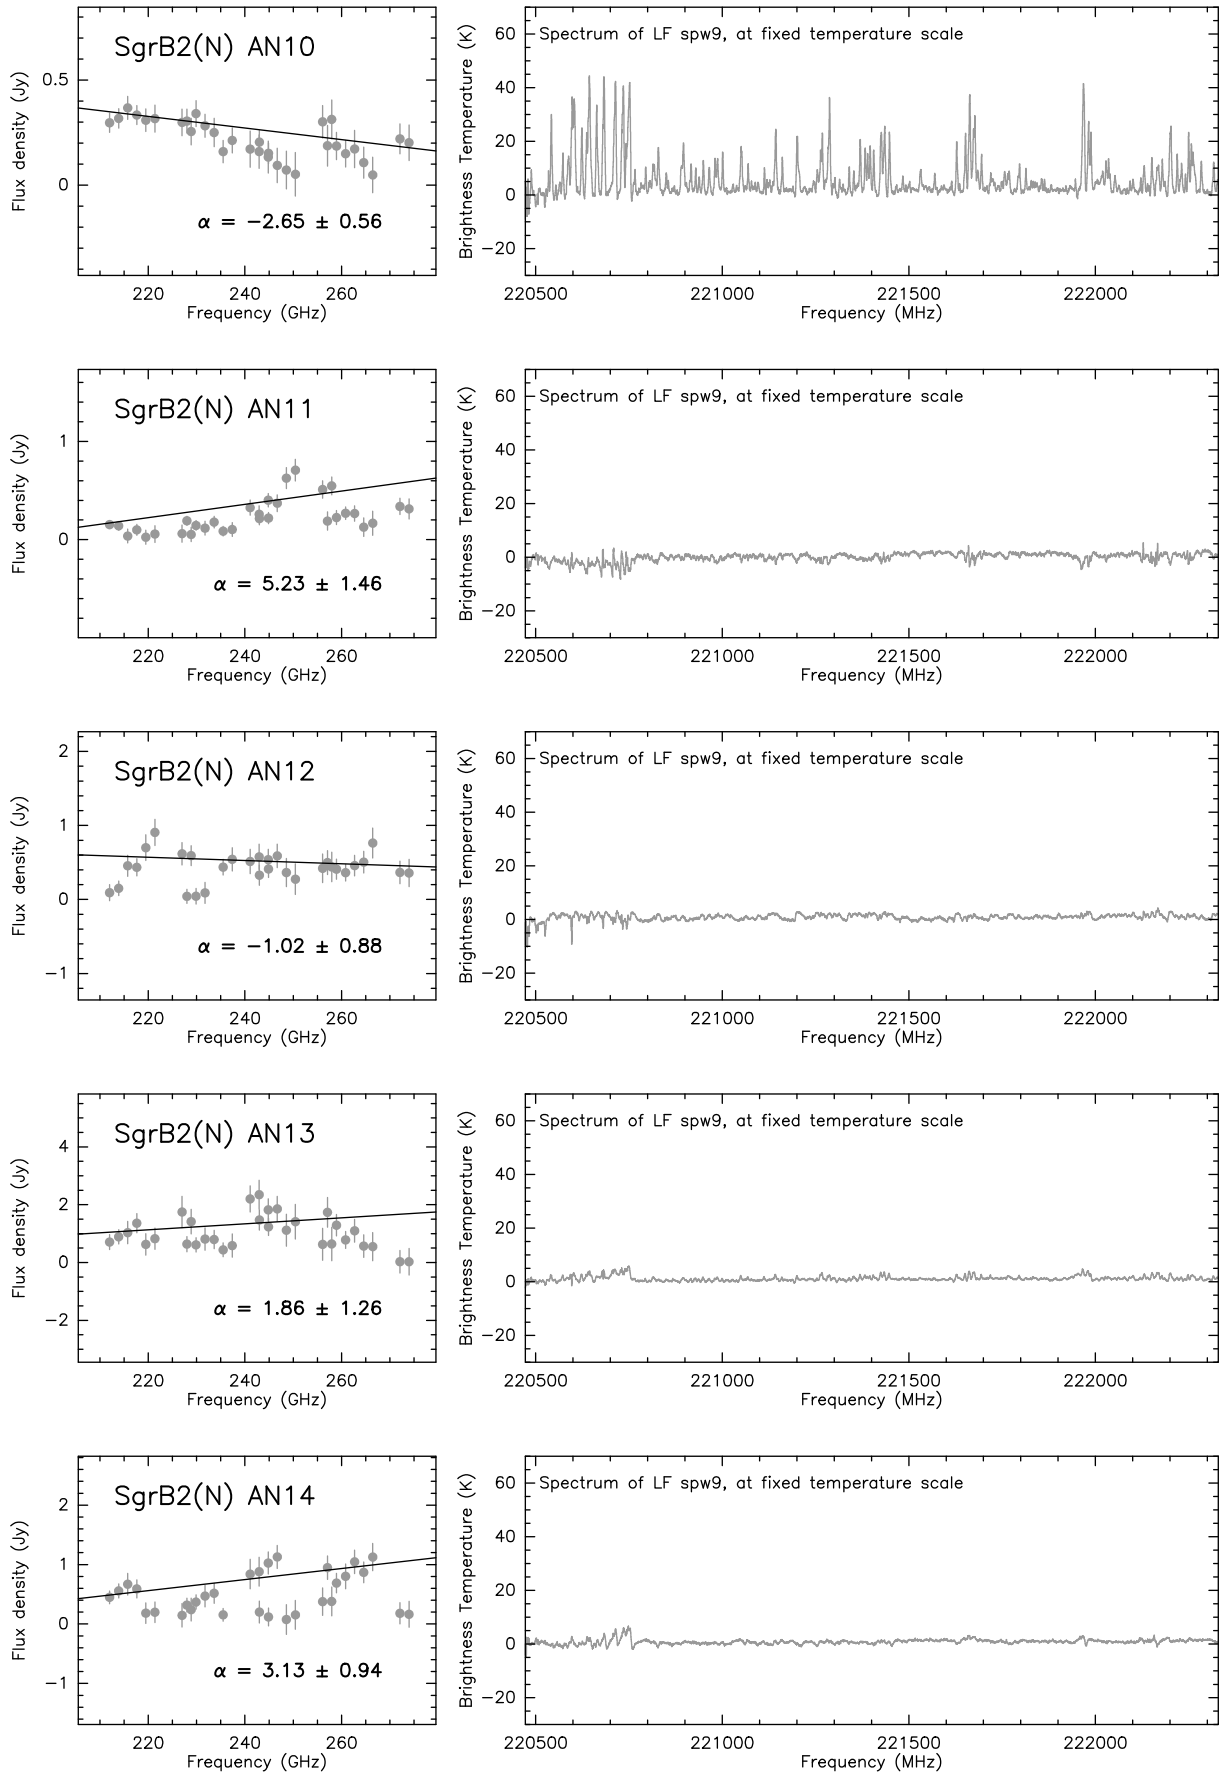 SgrB2(N) AN10
0.5
0
Flux density (Jy)
α = −2.65 ± 0.56
220 240 260
Frequency (GHz)
Spectrum of LF spw9, at fixed temperature scale
60
40
20
0
−20
Brightness Temperature (K)
220500 221000 221500 222000
Frequency (MHz)
SgrB2(N) AN11
1
0
Flux density (Jy)
α = 5.23 ± 1.46
220 240 260
Frequency (GHz)
Spectrum of LF spw9, at fixed temperature scale
60
40
20
0
−20
Brightness Temperature (K)
220500 221000 221500 222000
Frequency (MHz)
SgrB2(N) AN12
2
1
0
−1
Flux density (Jy)
α = −1.02 ± 0.88
220 240 260
Frequency (GHz)
Spectrum of LF spw9, at fixed temperature scale
60
40
20
0
−20
Brightness Temperature (K)
220500 221000 221500 222000
Frequency (MHz)
SgrB2(N) AN13
4
2
0
−2
Flux density (Jy)
α = 1.86 ± 1.26
220 240 260
Frequency (GHz)
Spectrum of LF spw9, at fixed temperature scale
60
40
20
0
−20
Brightness Temperature (K)
220500 221000 221500 222000
Frequency (MHz)
SgrB2(N) AN14
2
1
0
−1
Flux density (Jy)
α = 3.13 ± 0.94
220 240 260
Frequency (GHz)
Spectrum of LF spw9, at fixed temperature scale
60
40
20
0
−20
Brightness Temperature (K)
220500 221000 221500 222000
Frequency (MHz)